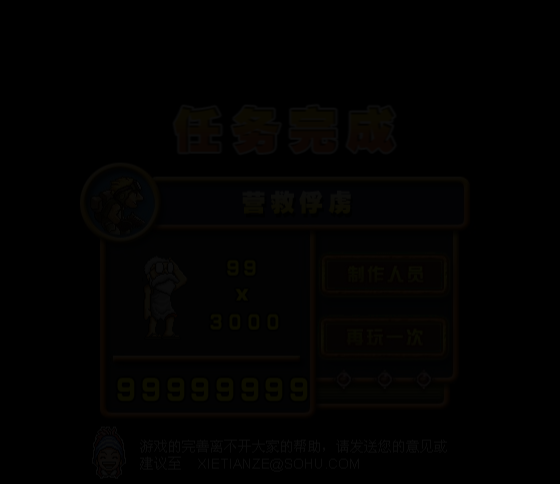 任务完成
营救俘虏
99
x
3000
99999999
制作人员
再玩一次
游戏的完善离不开大家的帮助，请发送您的意见或
建议至 XIETIANZE@SOHU.COM